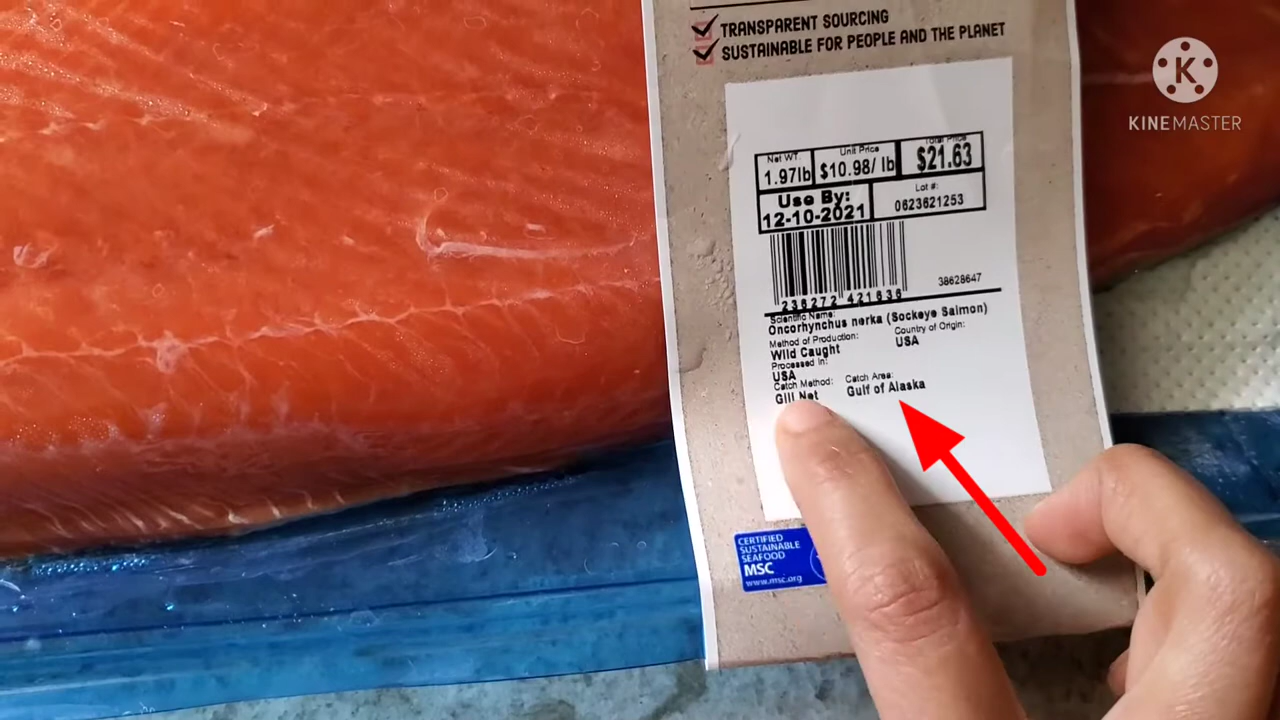 TRANSPARENT SOURCING
SUSTAINABLE FOR PEOPLE AND THE PLANET
KINEMASTER
Net WT. Unit Price Total Price
1.97lb $10.98/ lb $21.63
Use By: Lot #:
12-10-2021 0623621253
38628647
236272 421636
Scientific Name:
Oncorhynchus nerka (Sockeye Salmon)
Method of Production: Country of Origin:
Wild Caught USA
Processed In:
USA
Catch Method: Catch Area:
Gill Net Gulf of Alaska
CERTIFIED
SUSTAINABLE
SEAFOOD
MSC
www.msc.org